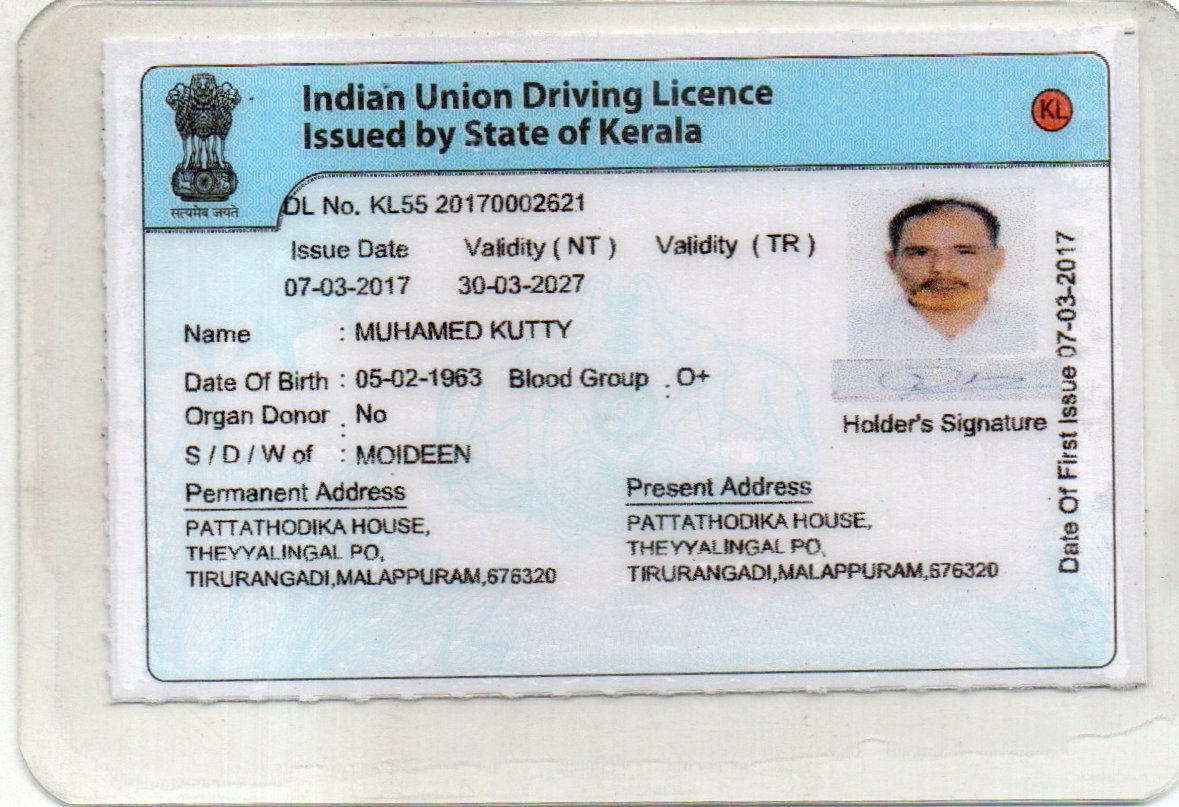 Indian Union Driving Licence
Issued by State of Kerala
KL
सत्यमेव जयते
DL No. KL55 20170002621
Issue Date Validity ( NT ) Validity ( TR )
07-03-2017 30-03-2027
Name : MUHAMED KUTTY
Date Of Birth : 05-02-1963 Blood Group : O+
Organ Donor : No
S / D / W of : MOIDEEN
Holder's Signature
Date Of First Issue 07-03-2017
Permanent Address
PATTATHODIKA HOUSE,
THEYYALINGAL PO,
TIRURANGADI,MALAPPURAM,676320
Present Address
PATTATHODIKA HOUSE,
THEYYALINGAL PO,
TIRURANGADI,MALAPPURAM,676320